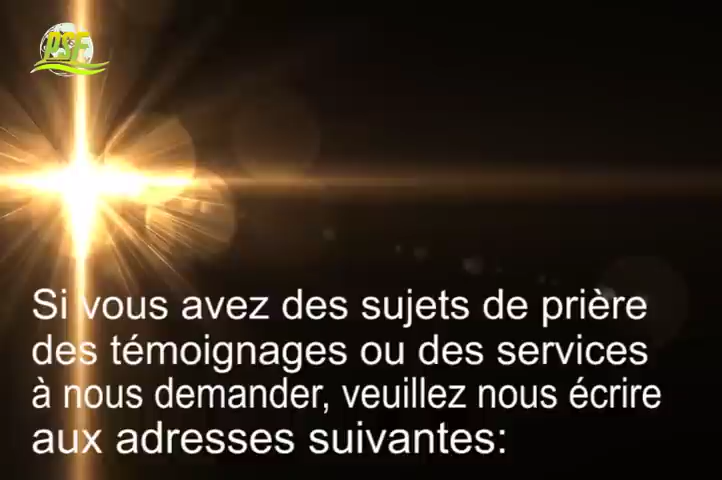 PSF
Si vous avez des sujets de prière
des témoignages ou des services
à nous demander, veuillez nous écrire
aux adresses suivantes: